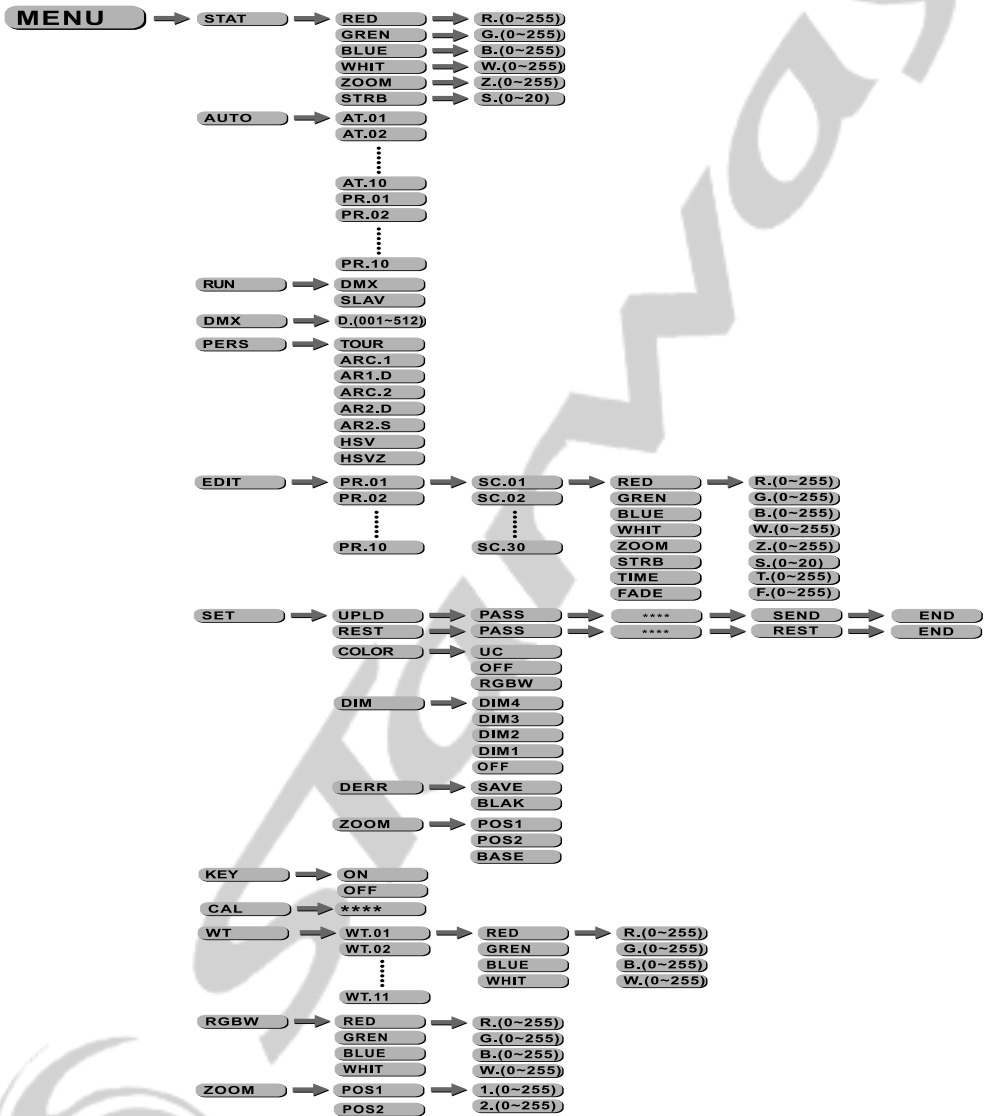 MENU STAT RED R.(0~255)
GREN G.(0~255)
BLUE B.(0~255)
WHIT W.(0~255)
ZOOM Z.(0~255)
STRB S.(0~20)
AUTO AT.01
AT.02
AT.10
PR.01
PR.02
PR.10
RUN DMX
SLAV
DMX D.(001~512)
PERS TOUR
ARC.1
AR1.D
ARC.2
AR2.D
AR2.S
HSV
HSVZ
EDIT PR.01 SC.01 RED R.(0~255)
PR.02 SC.02 GREN G.(0~255)
BLUE B.(0~255)
WHIT W.(0~255)
PR.10 SC.30 ZOOM Z.(0~255)
STRB S.(0~20)
TIME T.(0~255)
FADE F.(0~255)
SET UPLD PASS **** SEND END
REST PASS **** REST END
COLOR UC
OFF
RGBW
DIM DIM4
DIM3
DIM2
DIM1
OFF
DERR SAVE
BLAK
ZOOM POS1
POS2
BASE
KEY ON
OFF
CAL ****
WT WT.01 RED R.(0~255)
WT.02 GREN G.(0~255)
BLUE B.(0~255)
WHIT W.(0~255)
WT.11
RGBW RED R.(0~255)
GREN G.(0~255)
BLUE B.(0~255)
WHIT W.(0~255)
ZOOM POS1 1.(0~255)
POS2 2.(0~255)
Starway